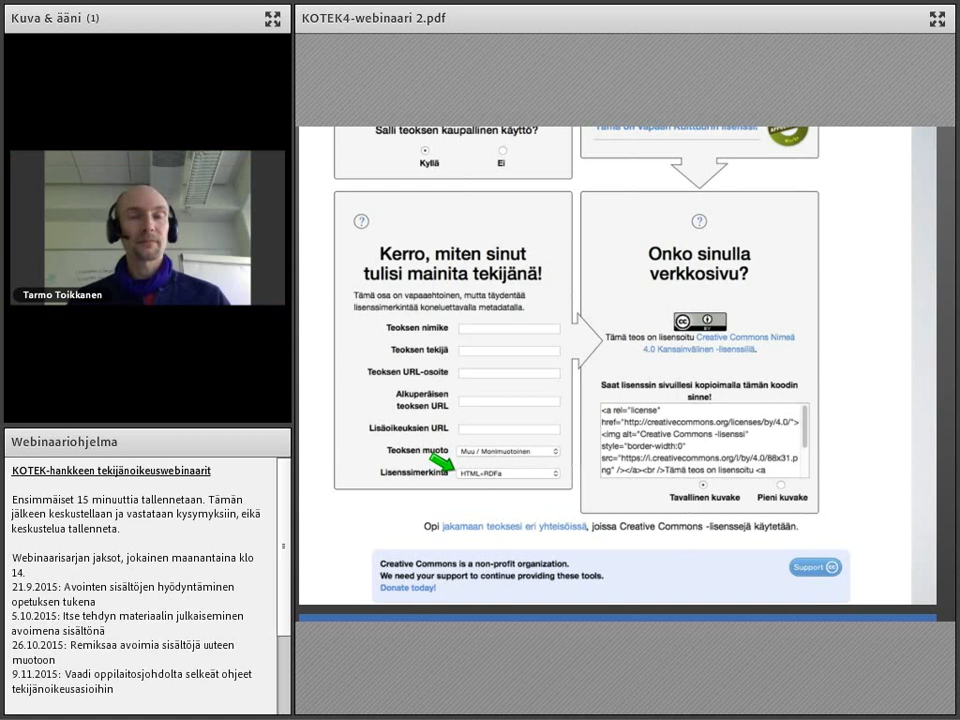 Kuva & ääni (1)
Tarmo Toikkanen
Webinaariohjelma
KOTEK-hankkeen tekijänoikeuswebinaarit
Ensimmäiset 15 minuuttia tallennetaan. Tämän
jälkeen keskustellaan ja vastataan kysymyksiin, eikä
keskustelua tallenneta.
Webinaarisarjan jaksot, jokainen maanantaina klo
14.
21.9.2015: Avointen sisältöjen hyödyntäminen
opetuksen tukena
5.10.2015: Itse tehdyn materiaalin julkaiseminen
avoimena sisältönä
26.10.2015: Remiksaa avoimia sisältöjä uuteen
muotoon
9.11.2015: Vaadi oppilaitosjohdolta selkeät ohjeet
tekijänoikeusasioihin
KOTEK4-webinaari 2.pdf
Salli teoksen kaupallinen käyttö?
Kyllä Ei
Tämä on vapaan kulttuurin lisenssi.
?
Kerro, miten sinut
tulisi mainita tekijänä!
Tämä osa on vapaaehtoinen, mutta täydentää
lisenssimerkintää koneluettavalla metadatalla.
Teoksen nimike
Teoksen tekijä
Teoksen URL-osoite
Alkuperäisen
teoksen URL
Lisäoikeuksien URL
Teoksen muoto Muu / Monimuotoinen
Lisenssimerkintä HTML+RDFa
?
Onko sinulla
verkkosivu?
cc BY
Tämä teos on lisensoitu Creative Commons Nimeä
4.0 Kansainvälinen -lisenssillä.
Saat lisenssin sivuillesi kopioimalla tämän koodin
sinne!
<a rel="license"
href="http://creativecommons.org/licenses/by/4.0/">
<img alt="Creative Commons -lisenssi"
style="border-width:0"
src="https://i.creativecommons.org/l/by/4.0/88x31.p
ng" /></a><br />Tämä teos on lisensoitu <a
Tavallinen kuvake Pieni kuvake
Opi jakamaan teoksesi eri yhteisöissä, joissa Creative Commons -lisenssejä käytetään.
Creative Commons is a non-profit organization.
We need your support to continue providing these tools.
Donate today!
Support cc